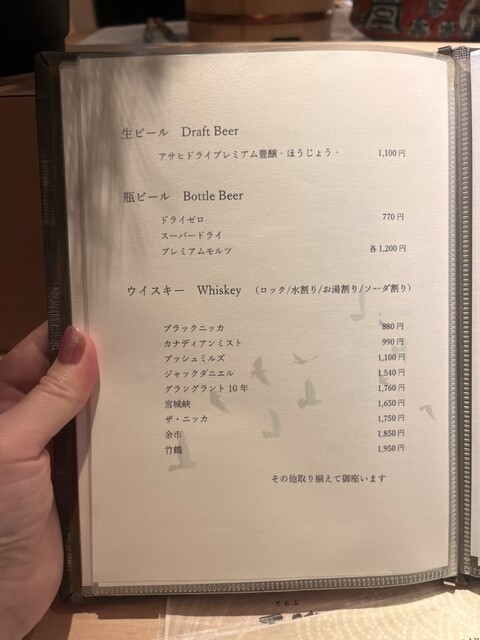 生ビール Draft Beer
アサヒドライプレミアム豊醸 - ほうじょう - 1,100円
瓶ビール Bottle Beer
ドライゼロ 770円
スーパードライ
プレミアムモルツ 各1,200円
ウイスキー Whiskey （ロック/水割り/お湯割り/ソーダ割り）
ブラックニッカ 880円
カナディアンミスト 990円
ブッシュミルズ 1,100円
ジャックダニエル 1,540円
グラングラント 10年 1,760円
宮城峡 1,650円
ザ・ニッカ 1,750円
余市 1,850円
竹鶴 1,950円
その他取り揃えて御座います
てんぷ